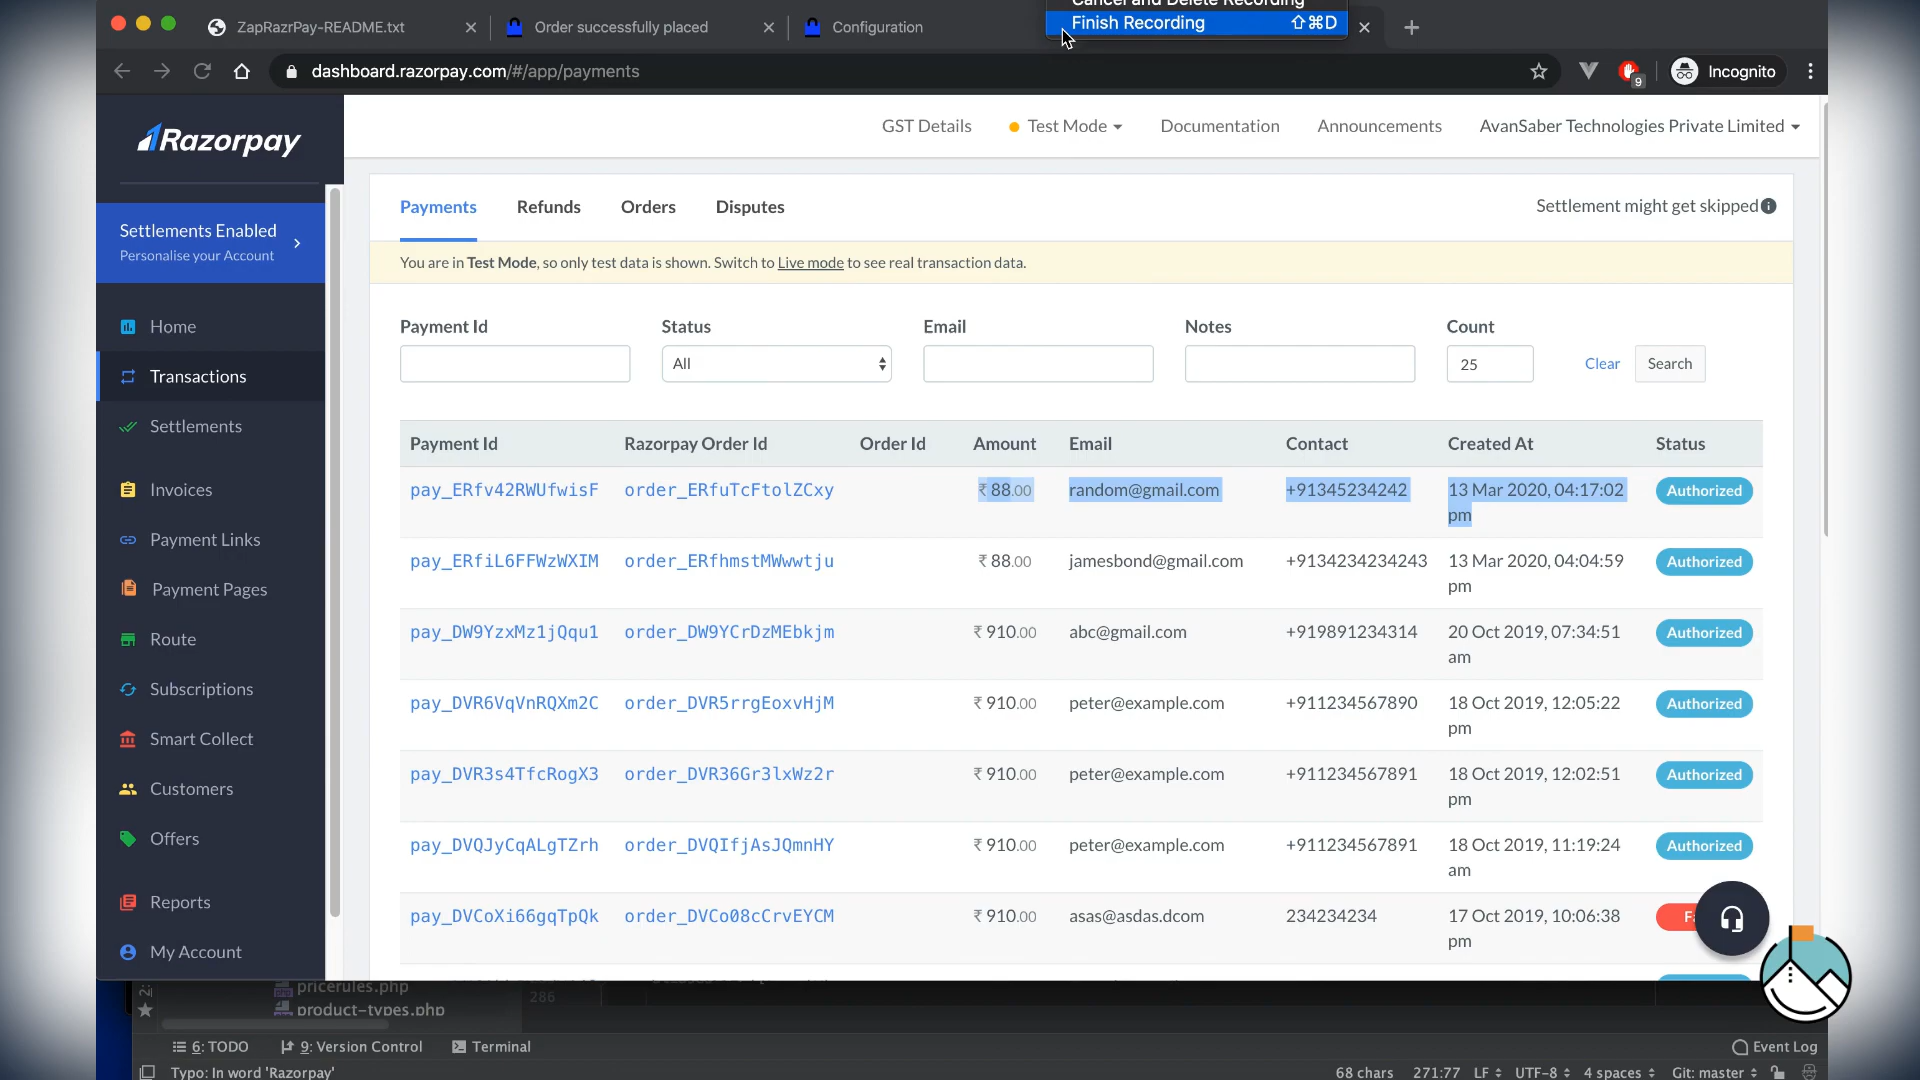 Cancel and Delete Recording
Finish Recording ⇧⌘D
ZapRazrPay-README.txt
Order successfully placed
Configuration
dashboard.razorpay.com/#/app/payments
9
Incognito
Razorpay
GST Details
Test Mode
Documentation
Announcements
AvanSaber Technologies Private Limited
Settlements Enabled
Personalise your Account
Home
Transactions
Settlements
Invoices
Payment Links
Payment Pages
Route
Subscriptions
Smart Collect
Customers
Offers
Reports
My Account
Payments Refunds Orders Disputes
Settlement might get skipped
You are in Test Mode, so only test data is shown. Switch to Live mode to see real transaction data.
Payment Id Status Email Notes Count
All 25 Clear Search
Payment Id Razorpay Order Id Order Id Amount Email Contact Created At Status
pay_ERfv42RWUfwisF order_ERfuTcFtolZCxy ₹ 88.00 random@gmail.com +91345234242 13 Mar 2020, 04:17:02 Authorized
pm
pay_ERfiL6FFWzWXIM order_ERfhmstMWwwtju ₹ 88.00 jamesbond@gmail.com +9134234234243 13 Mar 2020, 04:04:59 Authorized
pm
pay_DW9YzxMz1jQqu1 order_DW9YCrDzMEbkjm ₹ 910.00 abc@gmail.com +919891234314 20 Oct 2019, 07:34:51 Authorized
am
pay_DVR6VqVnRQXm2C order_DVR5rrgEoxvHjM ₹ 910.00 peter@example.com +911234567890 18 Oct 2019, 12:05:22 Authorized
pm
pay_DVR3s4TfcRogX3 order_DVR36Gr3lxWz2r ₹ 910.00 peter@example.com +911234567891 18 Oct 2019, 12:02:51 Authorized
pm
pay_DVQJyCqALgTZrh order_DVQIfjAsJQmnHY ₹ 910.00 peter@example.com +911234567891 18 Oct 2019, 11:19:24 Authorized
am
pay_DVCoXi66gqTpQk order_DVCo08cCrvEYCM ₹ 910.00 asas@asdas.dcom 234234234 17 Oct 2019, 10:06:38
pm
pricerules.php
product-types.php
286
6: TODO 9: Version Control Terminal Event Log
Typo: In word 'Razorpay' 68 chars 271:77 LF UTF-8 4 spaces Git: master